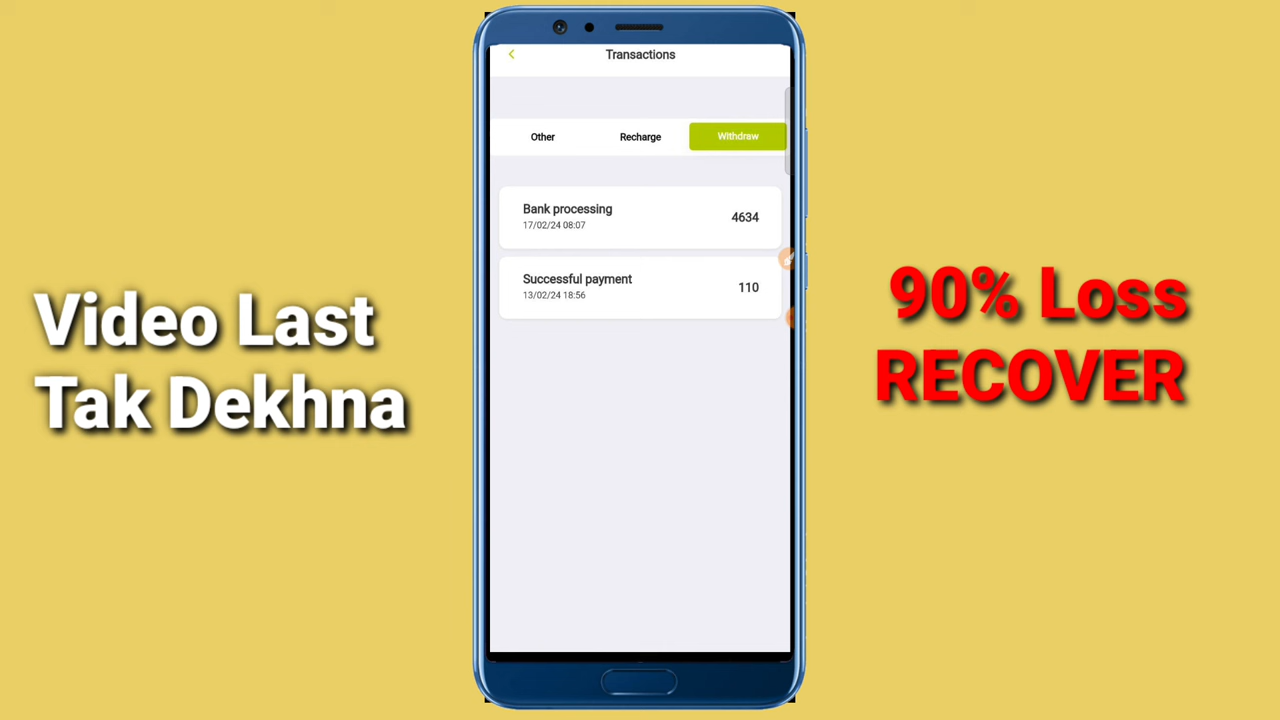 Transactions
Other
Recharge
Withdraw
Bank processing
17/02/24 08:07
4634
Successful payment
13/02/24 18:56
110
Video Last
Tak Dekhna
90% Loss
RECOVER